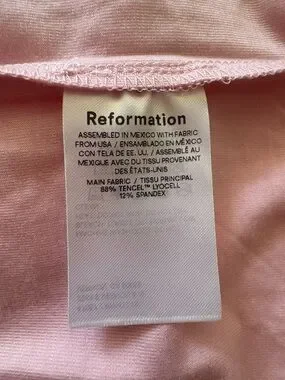 Reformation
ASSEMBLED IN MEXICO WITH FABRIC
FROM USA / ENSAMBLADO EN MÉXICO
CON TELA DE EE. UU. / ASSEMBLÉ AU
MEXIQUE AVEC DU TISSU PROVENANT
DES ÉTATS-UNIS
MAIN FABRIC / TISSU PRINCIPAL
88% TENCEL™ LYOCELL
12% SPANDEX